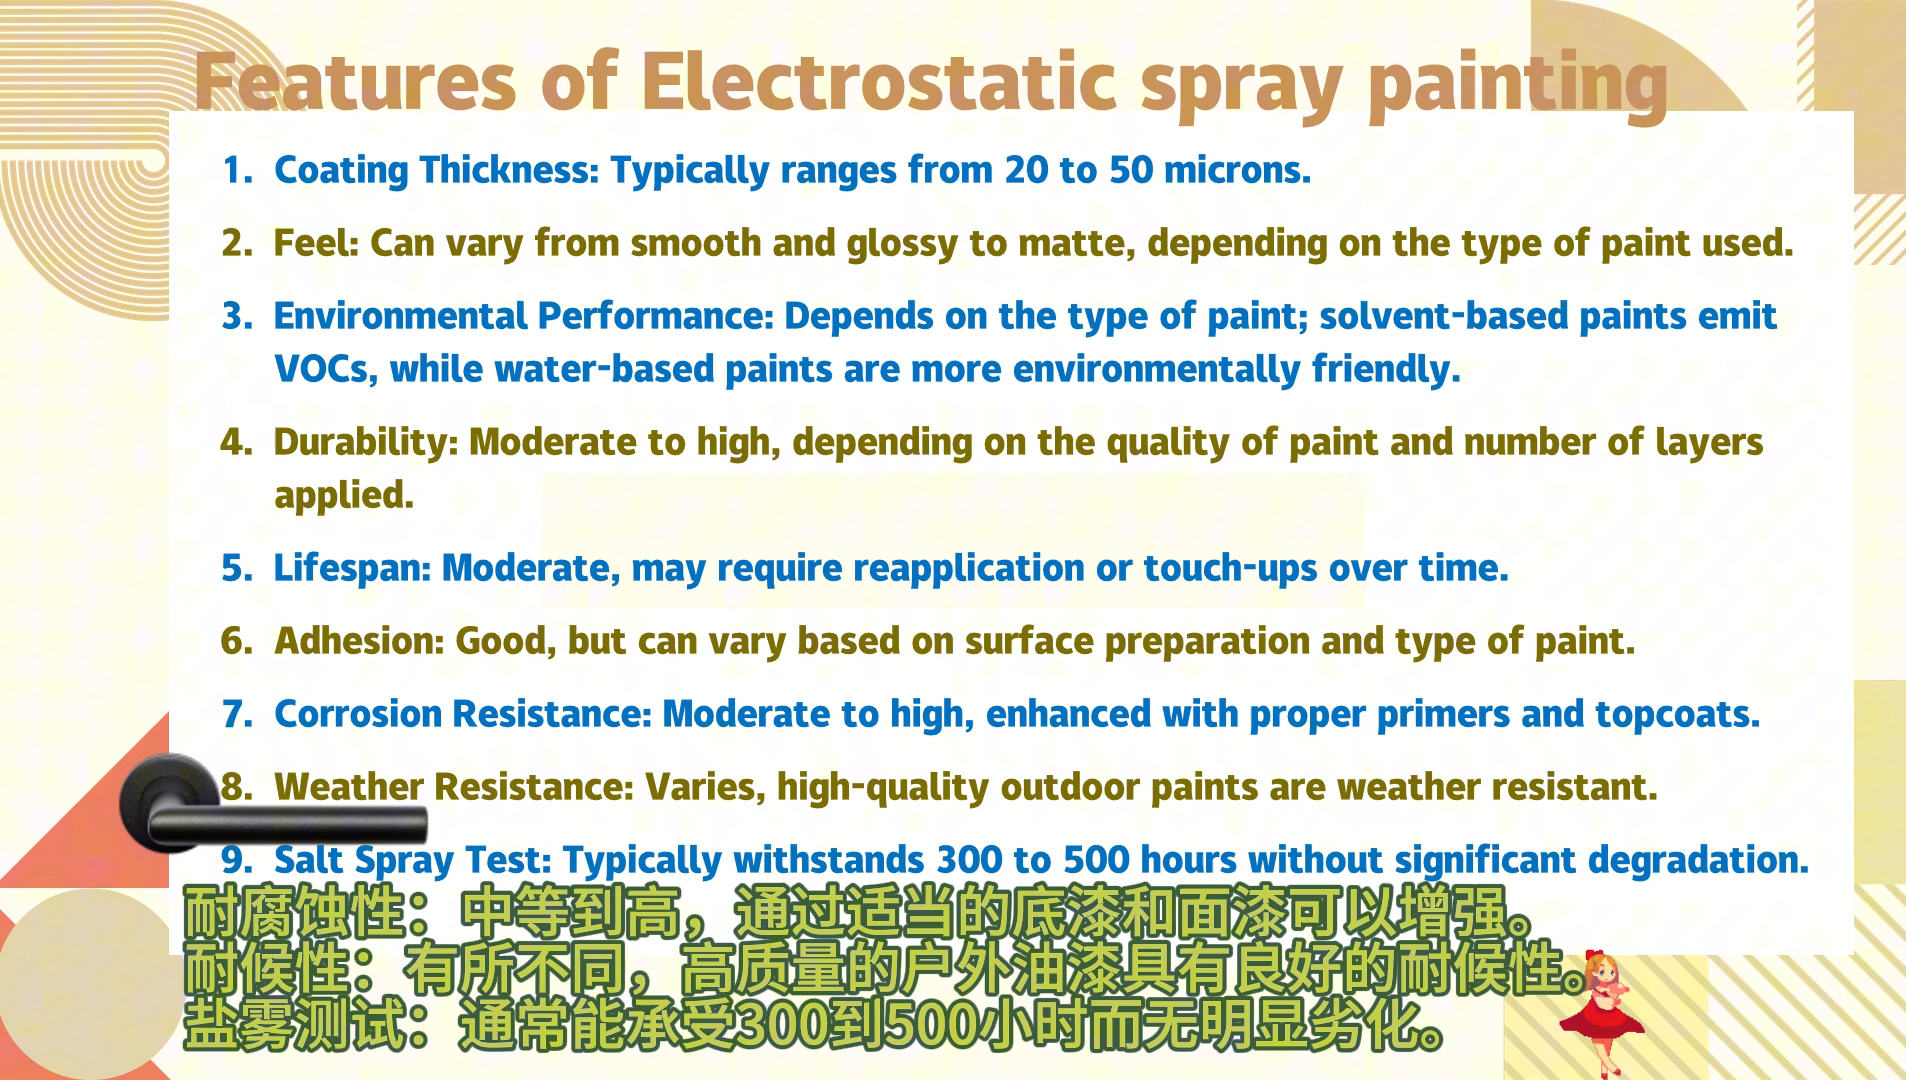 Features of Electrostatic spray painting
1. Coating Thickness: Typically ranges from 20 to 50 microns.
2. Feel: Can vary from smooth and glossy to matte, depending on the type of paint used.
3. Environmental Performance: Depends on the type of paint; solvent-based paints emit
VOCs, while water-based paints are more environmentally friendly.
4. Durability: Moderate to high, depending on the quality of paint and number of layers
applied.
5. Lifespan: Moderate, may require reapplication or touch-ups over time.
6. Adhesion: Good, but can vary based on surface preparation and type of paint.
7. Corrosion Resistance: Moderate to high, enhanced with proper primers and topcoats.
8. Weather Resistance: Varies, high-quality outdoor paints are weather resistant.
9. Salt Spray Test: Typically withstands 300 to 500 hours without significant degradation.
耐腐蚀性：中等到高，通过适当的底漆和面漆可以增强。
耐候性：有所不同，高质量的户外油漆具有良好的耐候性。
盐雾测试：通常能承受300到500小时而无明显劣化。